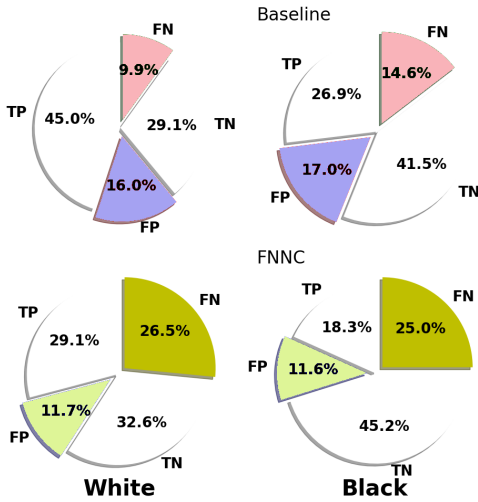 Baseline
FN
9.9%
TP
45.0%
29.1%
TN
16.0%
FP
FN
14.6%
TP
26.9%
17.0%
41.5%
FP
TN
FNNC
FN
26.5%
TP
29.1%
11.7%
32.6%
FP
TN
White
TP
FN
18.3%
25.0%
FP
11.6%
45.2%
TN
Black